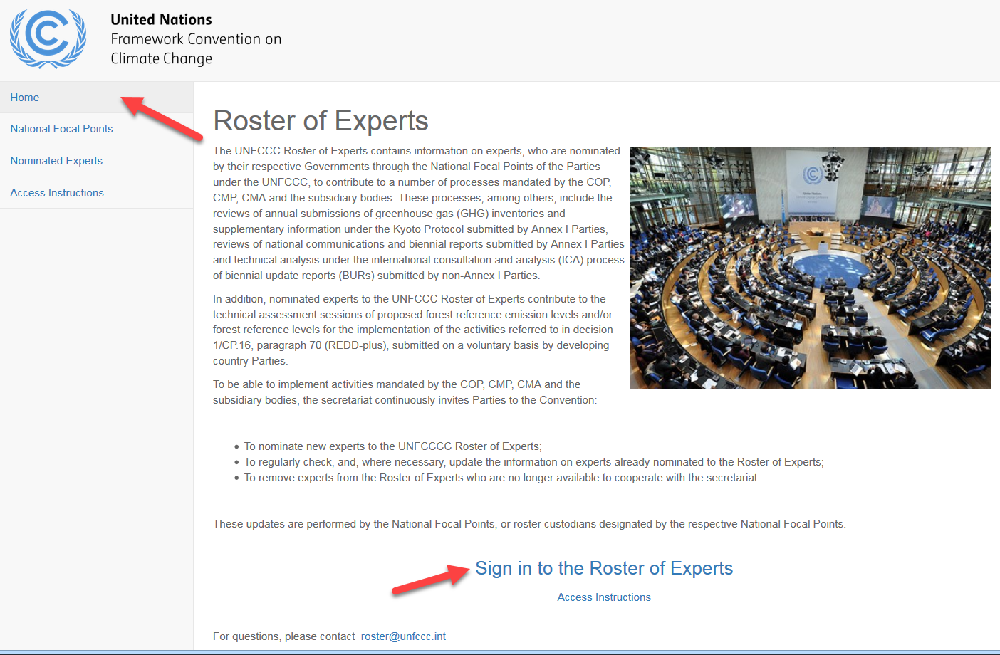 United Nations
Framework Convention on
Climate Change
Home
National Focal Points
Nominated Experts
Access Instructions
Roster of Experts
The UNFCCC Roster of Experts contains information on experts, who are nominated
by their respective Governments through the National Focal Points of the Parties
under the UNFCCC, to contribute to a number of processes mandated by the COP,
CMP, CMA and the subsidiary bodies. These processes, among others, include the
reviews of annual submissions of greenhouse gas (GHG) inventories and
supplementary information under the Kyoto Protocol submitted by Annex I Parties,
reviews of national communications and biennial reports submitted by Annex I Parties
and technical analysis under the international consultation and analysis (ICA) process
of biennial update reports (BURs) submitted by non-Annex I Parties.
In addition, nominated experts to the UNFCCC Roster of Experts contribute to the
technical assessment sessions of proposed forest reference emission levels and/or
forest reference levels for the implementation of the activities referred to in decision
1/CP.16, paragraph 70 (REDD-plus), submitted on a voluntary basis by developing
country Parties.
To be able to implement activities mandated by the COP, CMP, CMA and the
subsidiary bodies, the secretariat continuously invites Parties to the Convention:
United Nations
• To nominate new experts to the UNFCCCC Roster of Experts;
• To regularly check, and, where necessary, update the information on experts already nominated to the Roster of Experts;
• To remove experts from the Roster of Experts who are no longer available to cooperate with the secretariat.
These updates are performed by the National Focal Points, or roster custodians designated by the respective National Focal Points.
Sign in to the Roster of Experts
Access Instructions
For questions, please contact roster@unfccc.int